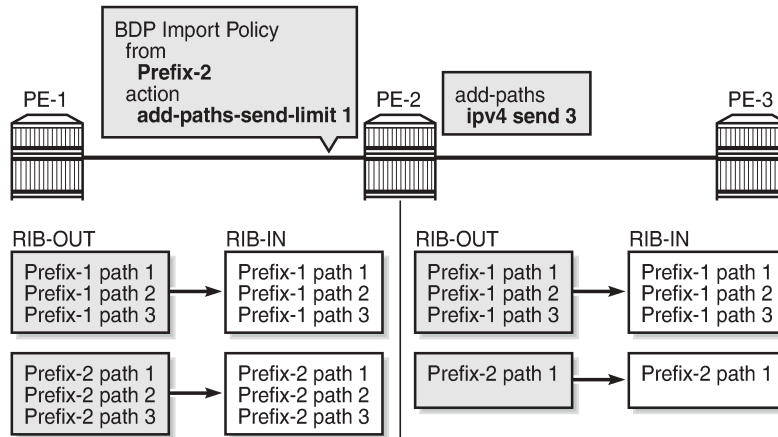 BDP Import Policy
from
Prefix-2
action
add-paths-send-limit 1
add-paths
ipv4 send 3
PE-1
PE-2
PE-3
RIB-OUT
Prefix-1 path 1
Prefix-1 path 2
Prefix-1 path 3
Prefix-2 path 1
Prefix-2 path 2
Prefix-2 path 3
RIB-IN
Prefix-1 path 1
Prefix-1 path 2
Prefix-1 path 3
Prefix-2 path 1
Prefix-2 path 2
Prefix-2 path 3
RIB-OUT
Prefix-1 path 1
Prefix-1 path 2
Prefix-1 path 3
Prefix-2 path 1
RIB-IN
Prefix-1 path 1
Prefix-1 path 2
Prefix-1 path 3
Prefix-2 path 1